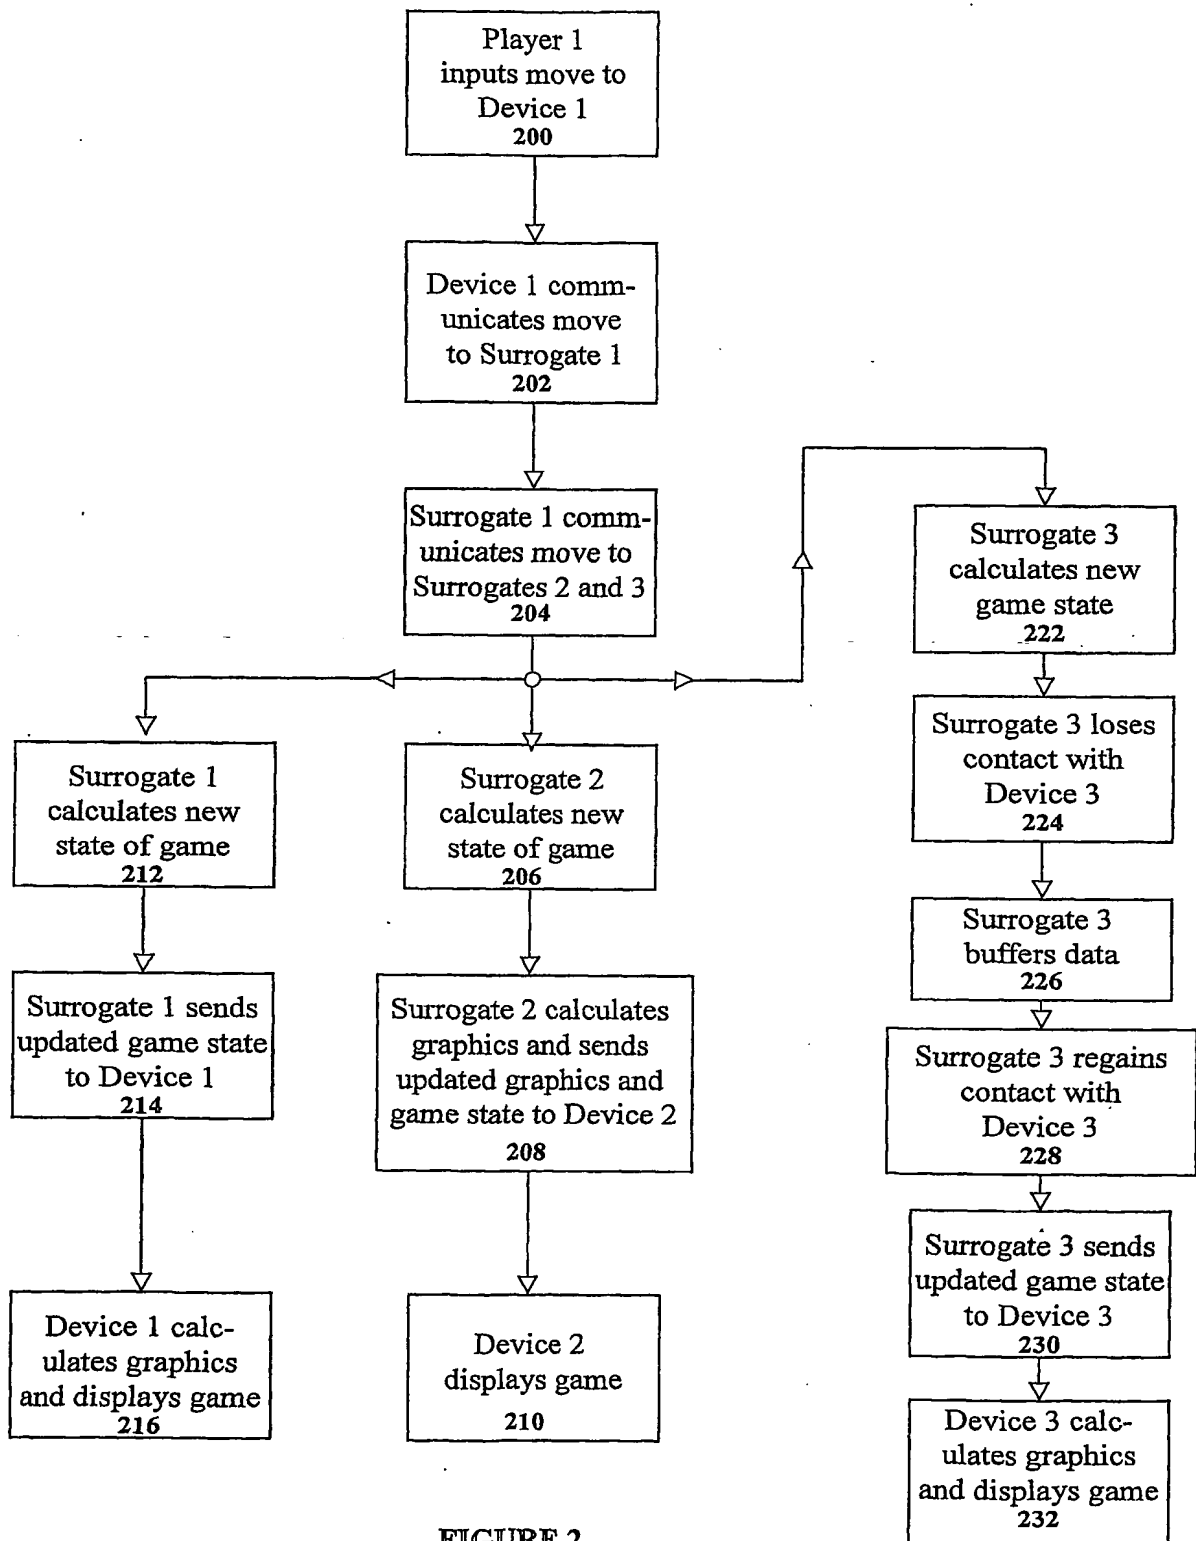 Player 1
inputs move to
Device 1
200
Device 1 comm-
unicates move
to Surrogate 1
202
Surrogate 1 comm-
unicates move to
Surrogates 2 and 3
204
Surrogate 1
calculates new
state of game
212
Surrogate 1 sends
updated game state
to Device 1
214
Device 1 calc-
ulates graphics
and displays game
216
Surrogate 2
calculates new
state of game
206
Surrogate 2 calculates
graphics and sends
updated graphics and
game state to Device 2
208
Device 2
displays game
210
Surrogate 3
calculates new
game state
222
Surrogate 3 loses
contact with
Device 3
224
Surrogate 3
buffers data
226
Surrogate 3 regains
contact with
Device 3
228
Surrogate 3 sends
updated game state
to Device 3
230
Device 3 calc-
ulates graphics
and displays game
232
FIGURE 2